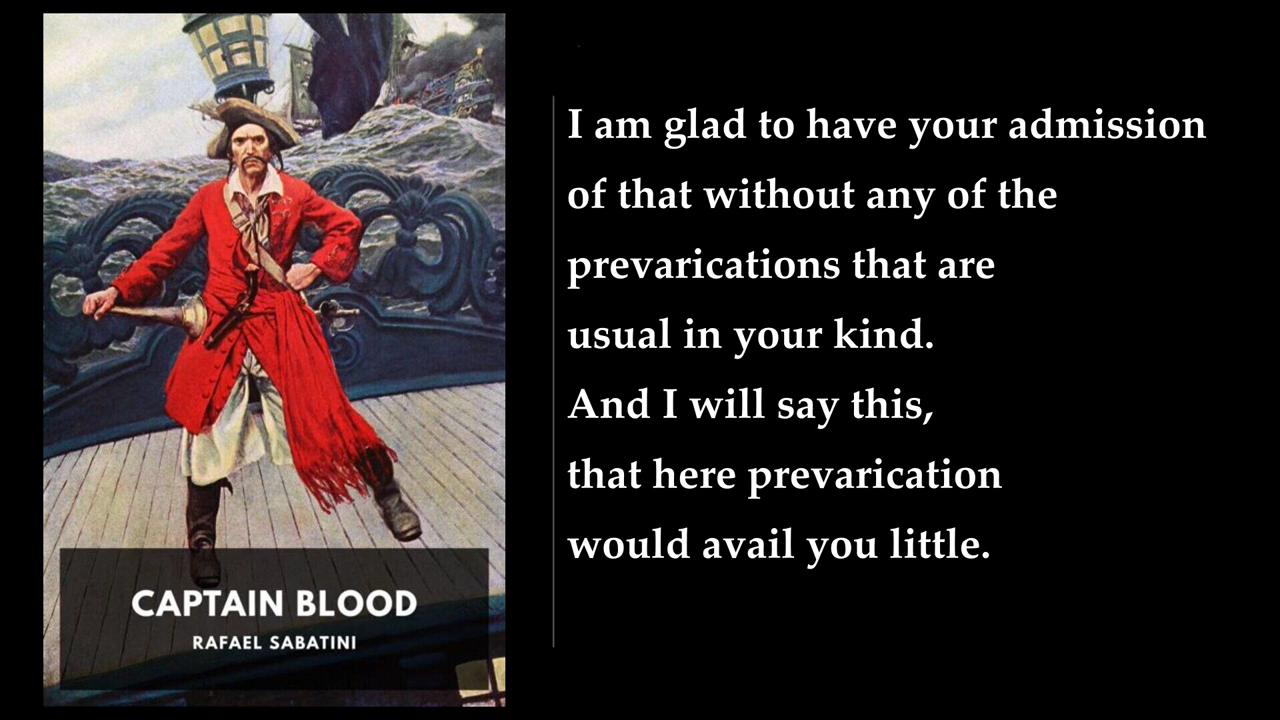 CAPTAIN BLOOD
RAFAEL SABATINI
I am glad to have your admission
of that without any of the
prevarications that are
usual in your kind.
And I will say this,
that here prevarication
would avail you little.